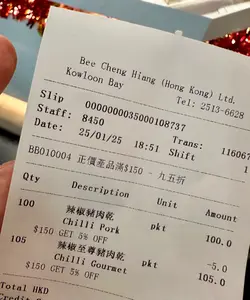 Bee Cheng Hiang (Hong Kong) Ltd.
Kowloon Bay
Tel: 2513-6628
Slip 0000000035000108737
Staff: 8450 Trans: 116067
Date: 25/01/25 18:51 Shift 1
BB010004 正價產品滿$150 - 九五折
Qty Description Unit Amount
100 辣椒豬肉乾 pkt 100.0
Chilli Pork
$150 GET 5% OFF -5.0
105 辣椒至尊豬肉乾 pkt 105.0
Chilli Gourmet
$150 GET 5% OFF
Total HKD